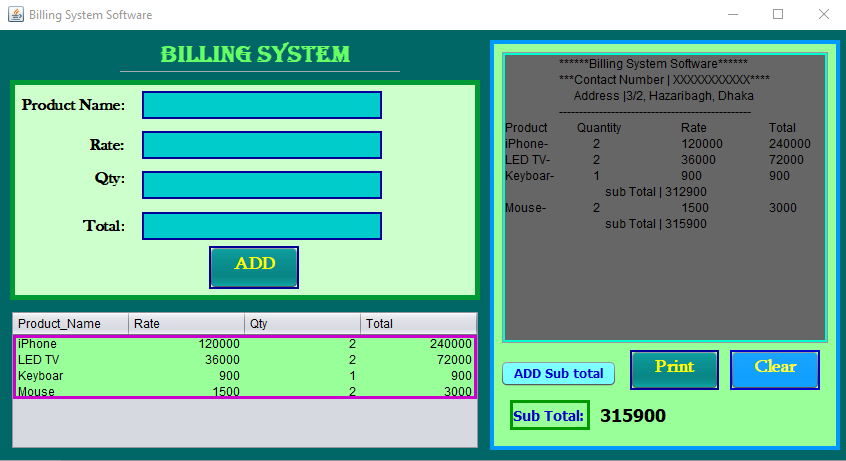 Billing System Software
BILLING SYSTEM
Product Name:
Rate:
Qty:
Total:
ADD
Product_Name Rate Qty Total
iPhone 120000 2 240000
LED TV 36000 2 72000
Keyboar 900 1 900
Mouse 1500 2 3000
******Billing System Software******
***Contact Number | XXXXXXXXXXX****
Address |3/2, Hazaribagh, Dhaka
------------------------------------------------
Product Quantity Rate Total
iPhone- 2 120000 240000
LED TV- 2 36000 72000
Keyboar- 1 900 900
sub Total | 312900
Mouse- 2 1500 3000
sub Total | 315900
ADD Sub total Print Clear
Sub Total: 315900